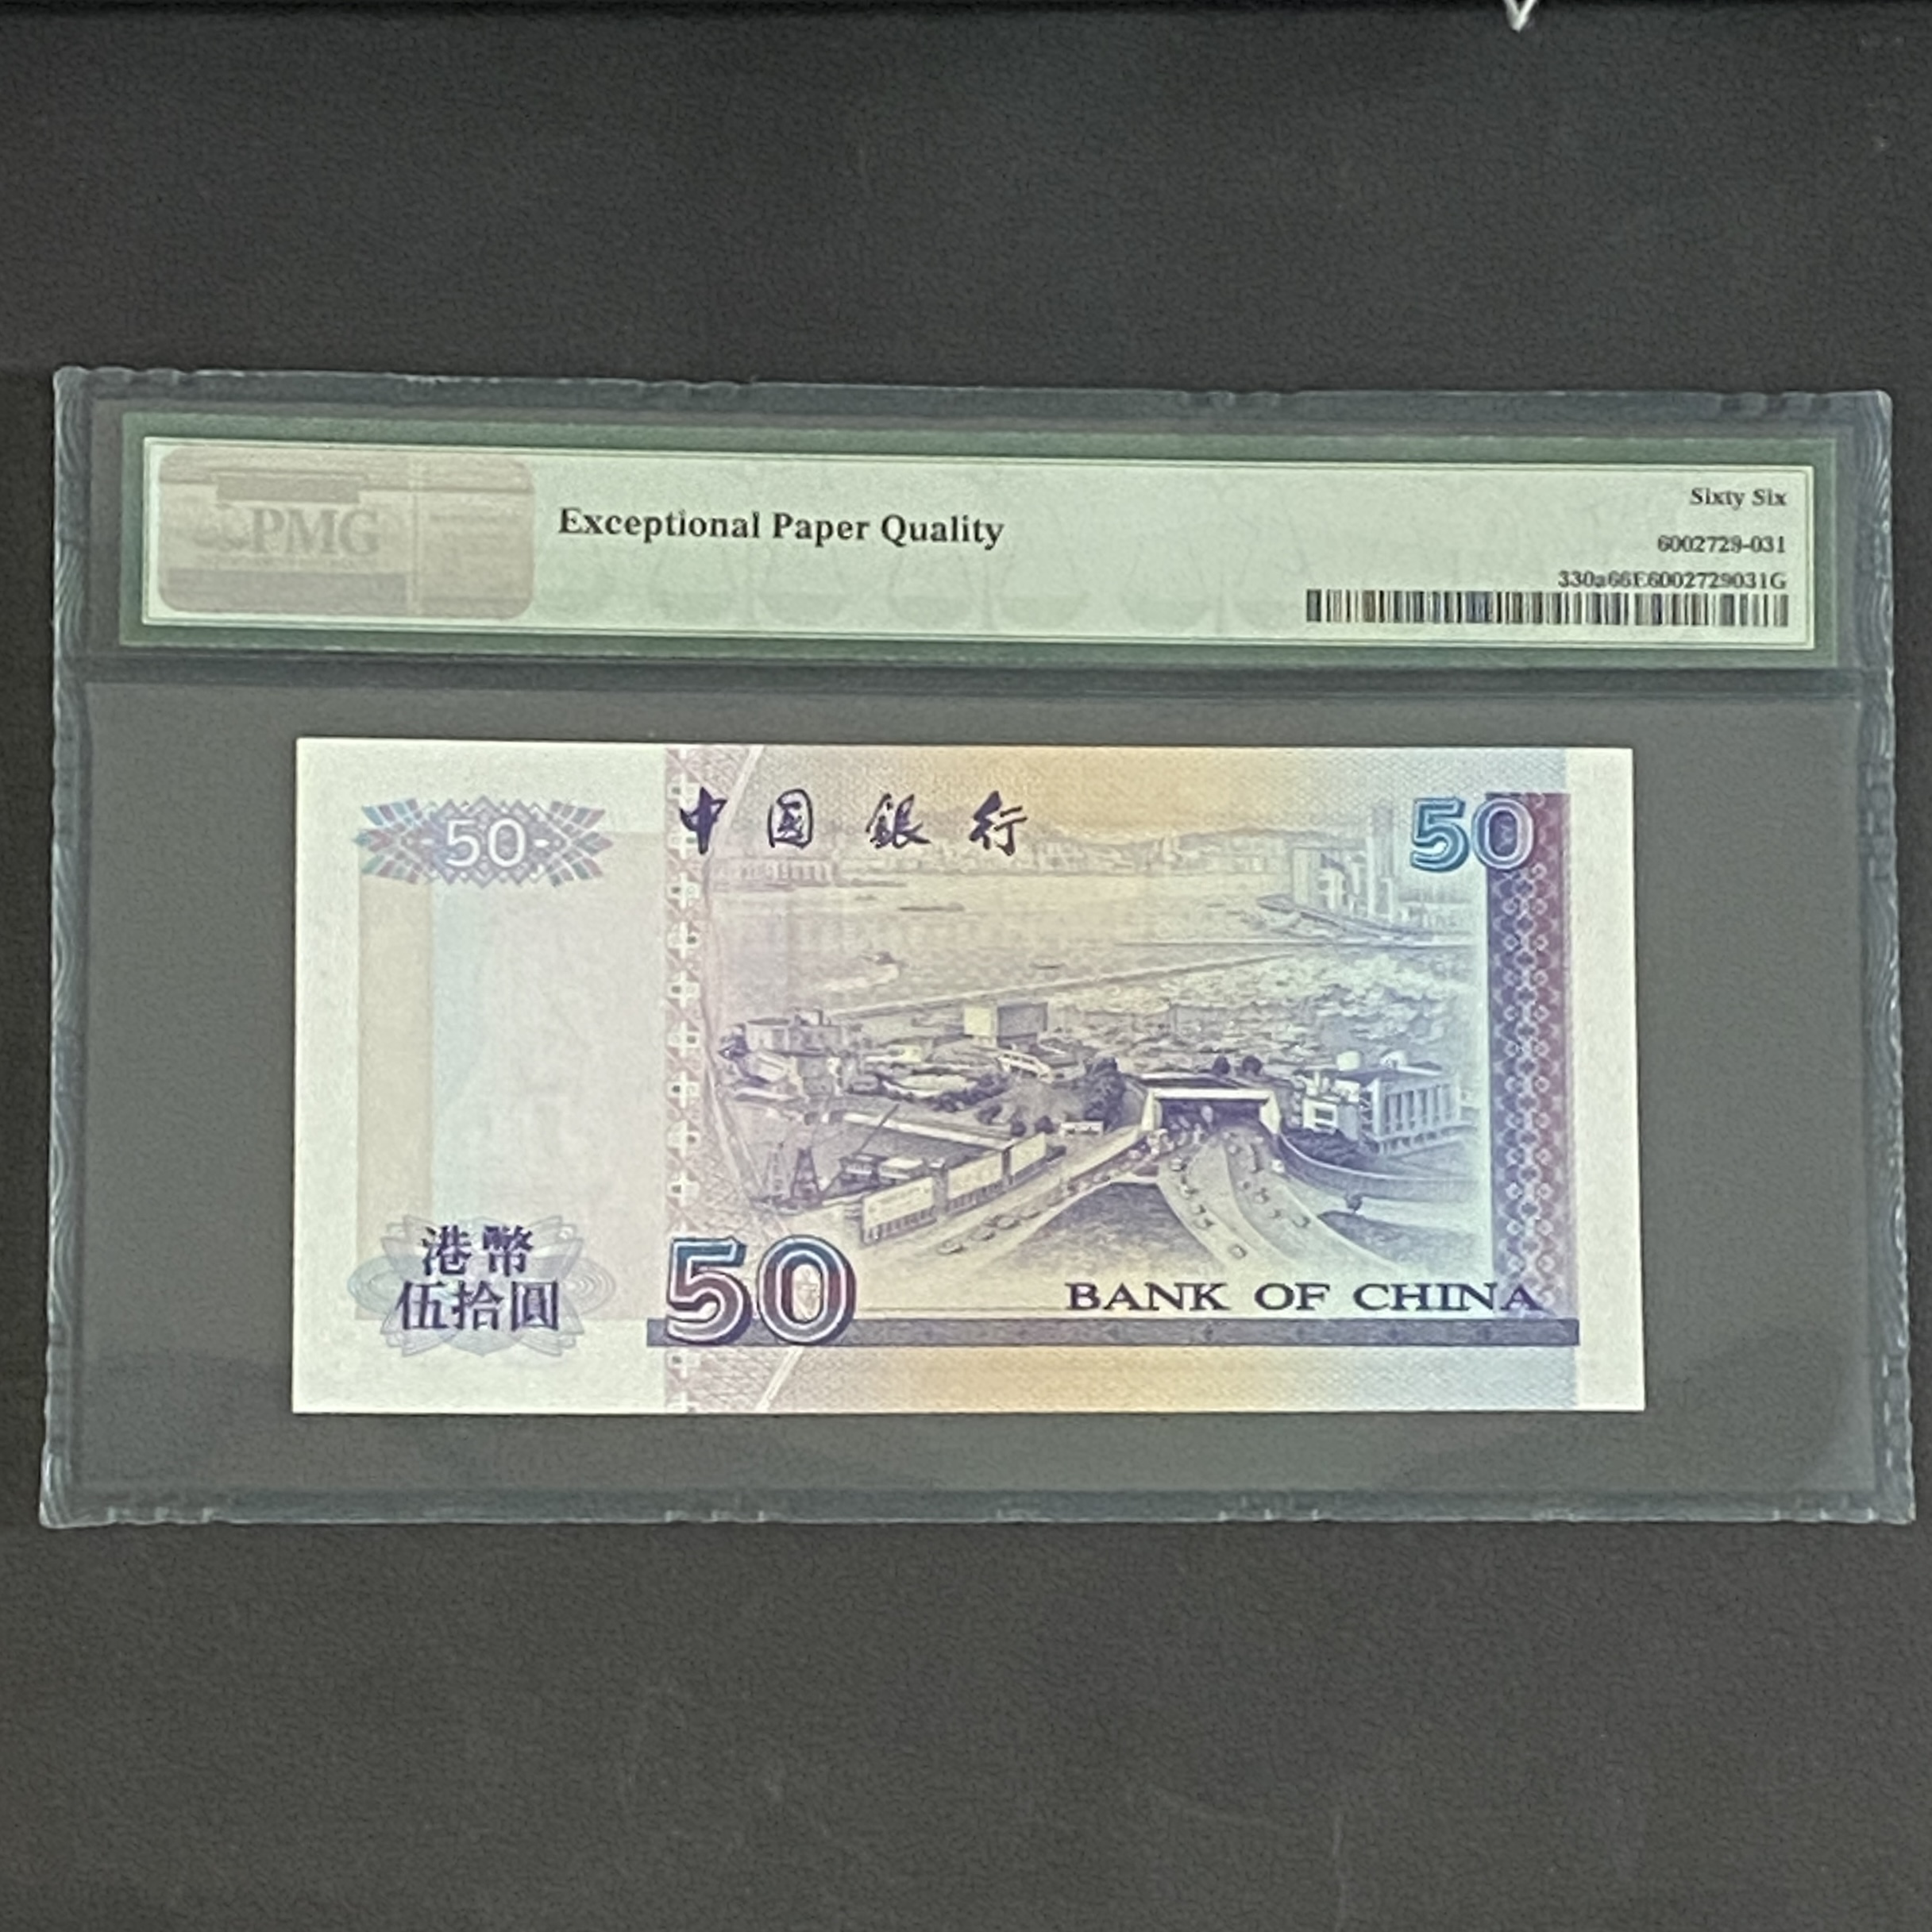 PMG
Exceptional Paper Quality
Sixty Six
6002729-031
330a66E6002729031G
50
中國銀行
50
港幣
伍拾圓
50
BANK OF CHINA